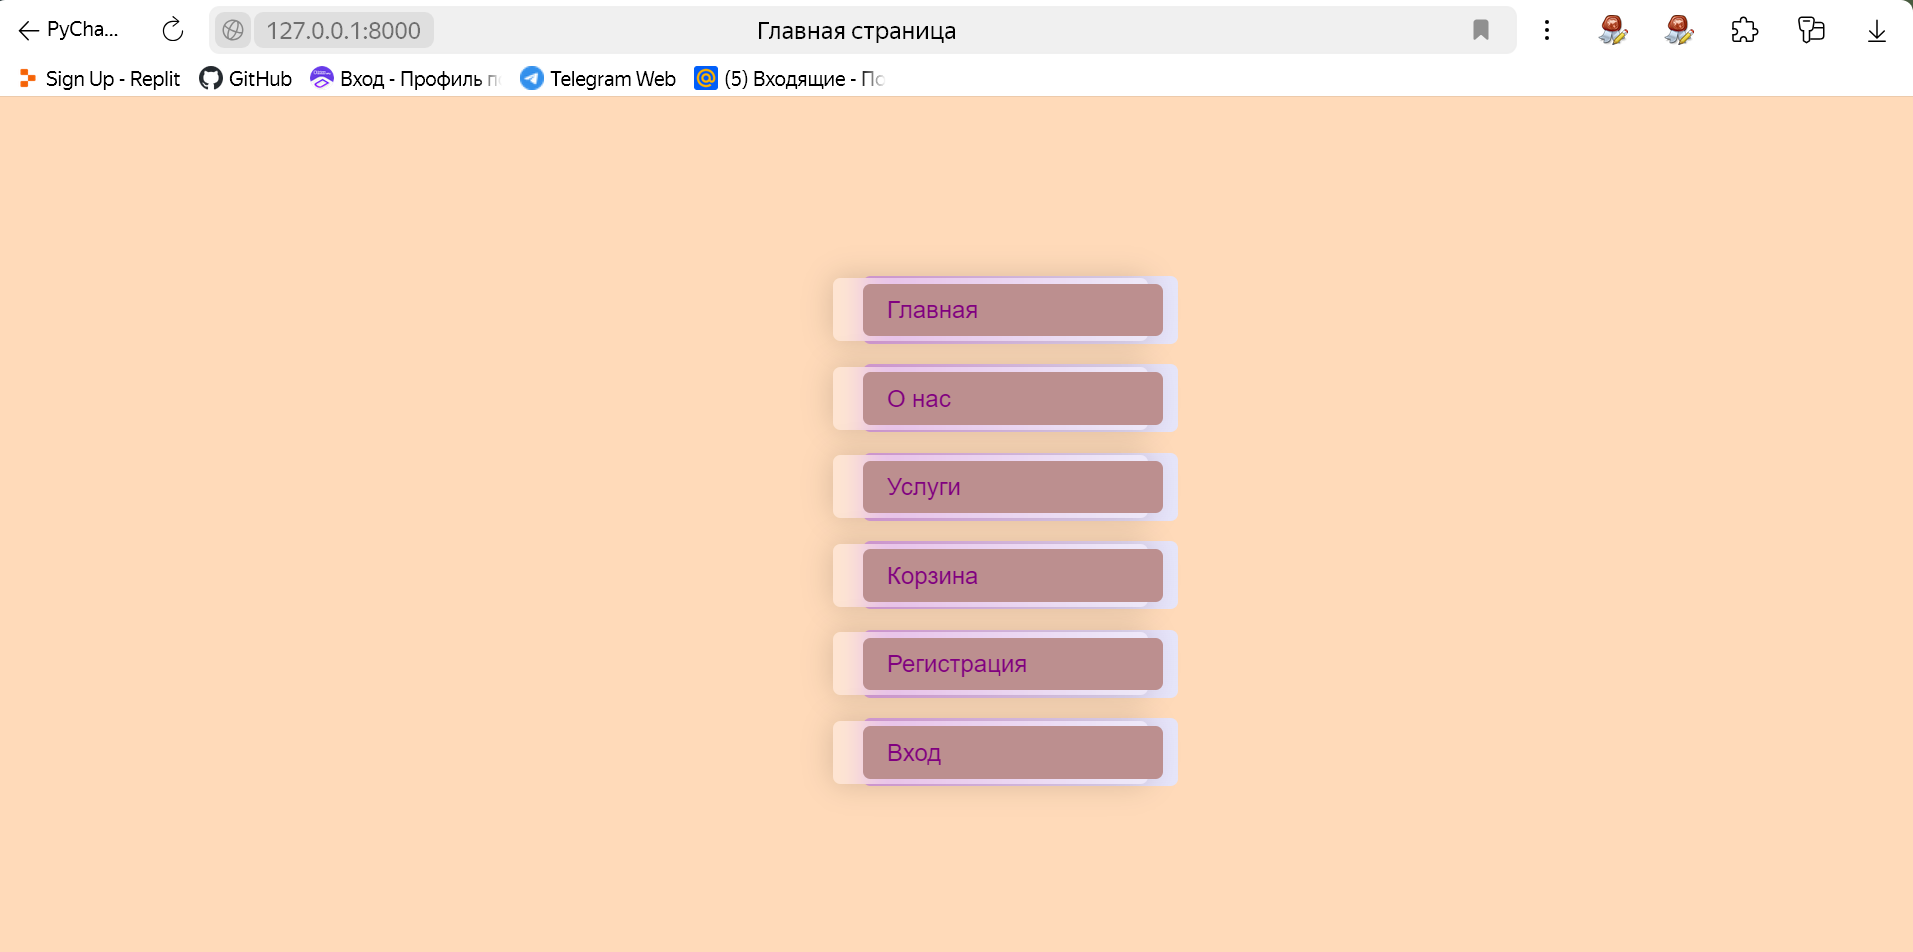 PyCha...
127.0.0.1:8000
Главная страница
Sign Up - Replit GitHub Вход - Профиль п Telegram Web (5) Входящие - По
Главная
О нас
Услуги
Корзина
Регистрация
Вход